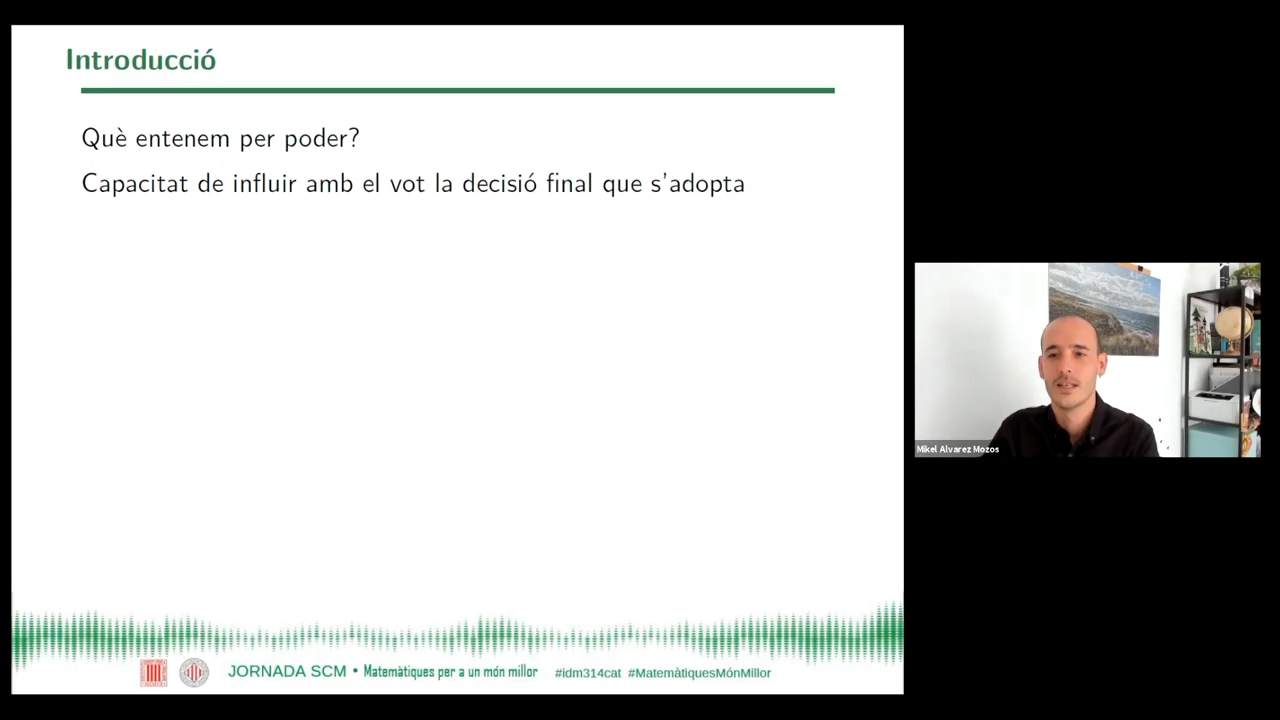 Introducció
Què entenem per poder?
Capacitat de influir amb el vot la decisió final que s'adopta
Mikel Alvarez Mozos
JORNADA SCM • Matemàtiques per a un món millor #idm314cat #MatemàtiquesMónMillor